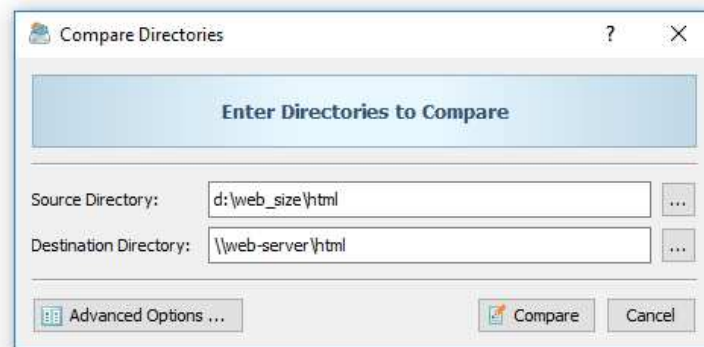 Compare Directories ?
Enter Directories to Compare
Source Directory: d:\web_size\html ...
Destination Directory: \\web-server\html ...
Advanced Options ... Compare Cancel